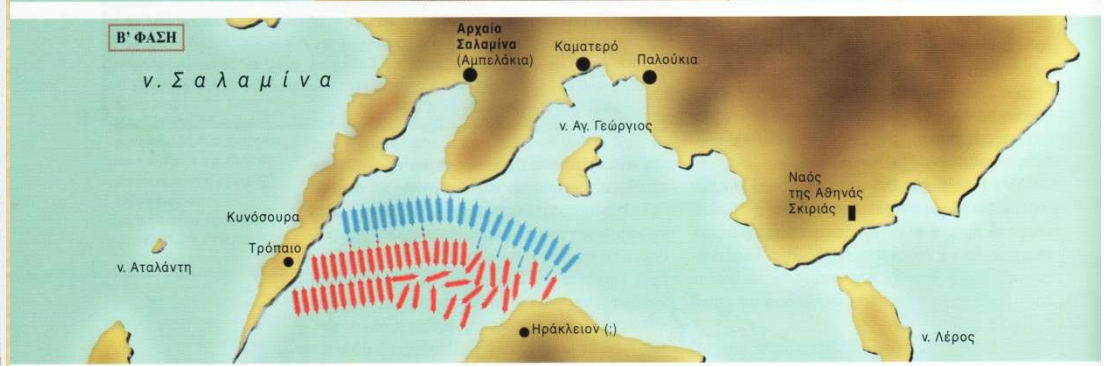 Β' ΦΑΣΗ
ν. Σαλαμίνα
Αρχαία
Σαλαμίνα
(Αμπελάκια)
Καματερό
Παλούκια
ν. Αγ. Γεώργιος
Ναός
της Αθηνάς
Σκιριάς
Κυνόσουρα
Τρόπαιο
ν. Αταλάντη
Ηράκλειον (;)
ν. Λέρος